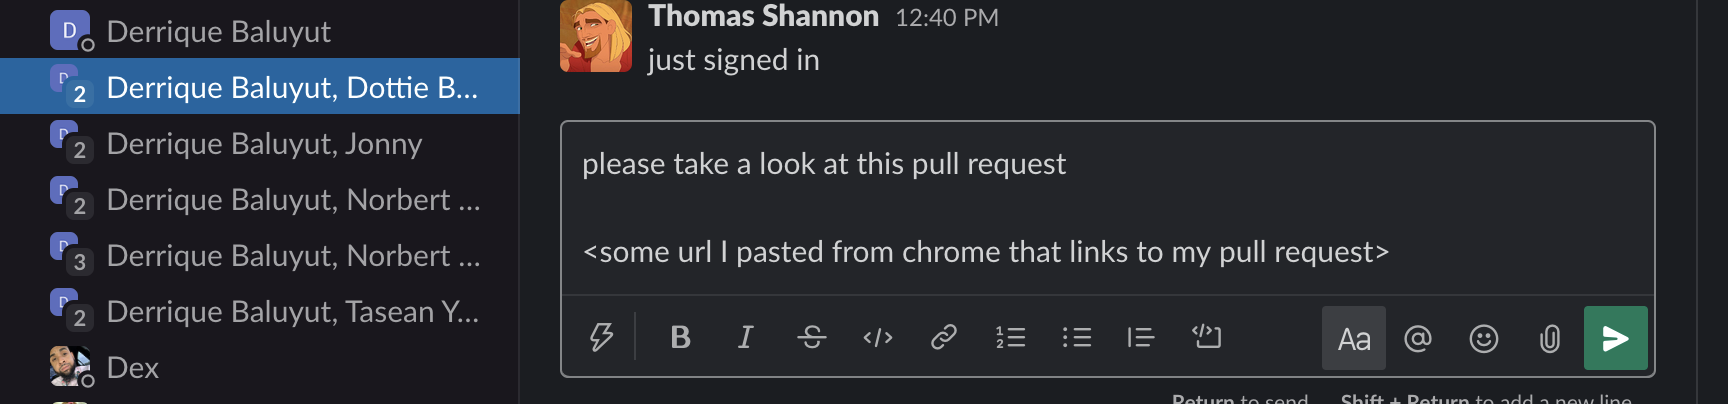 D Derrique Baluyut
D 2 Derrique Baluyut, Dottie B...
D 2 Derrique Baluyut, Jonny
D 2 Derrique Baluyut, Norbert ...
D 3 Derrique Baluyut, Norbert ...
D 2 Derrique Baluyut, Tasean Y...
Dex
Thomas Shannon 12:40 PM
just signed in
please take a look at this pull request
<some url I pasted from chrome that links to my pull request>
B I S </> Aa @
Return to send Shift + Return to add a new line